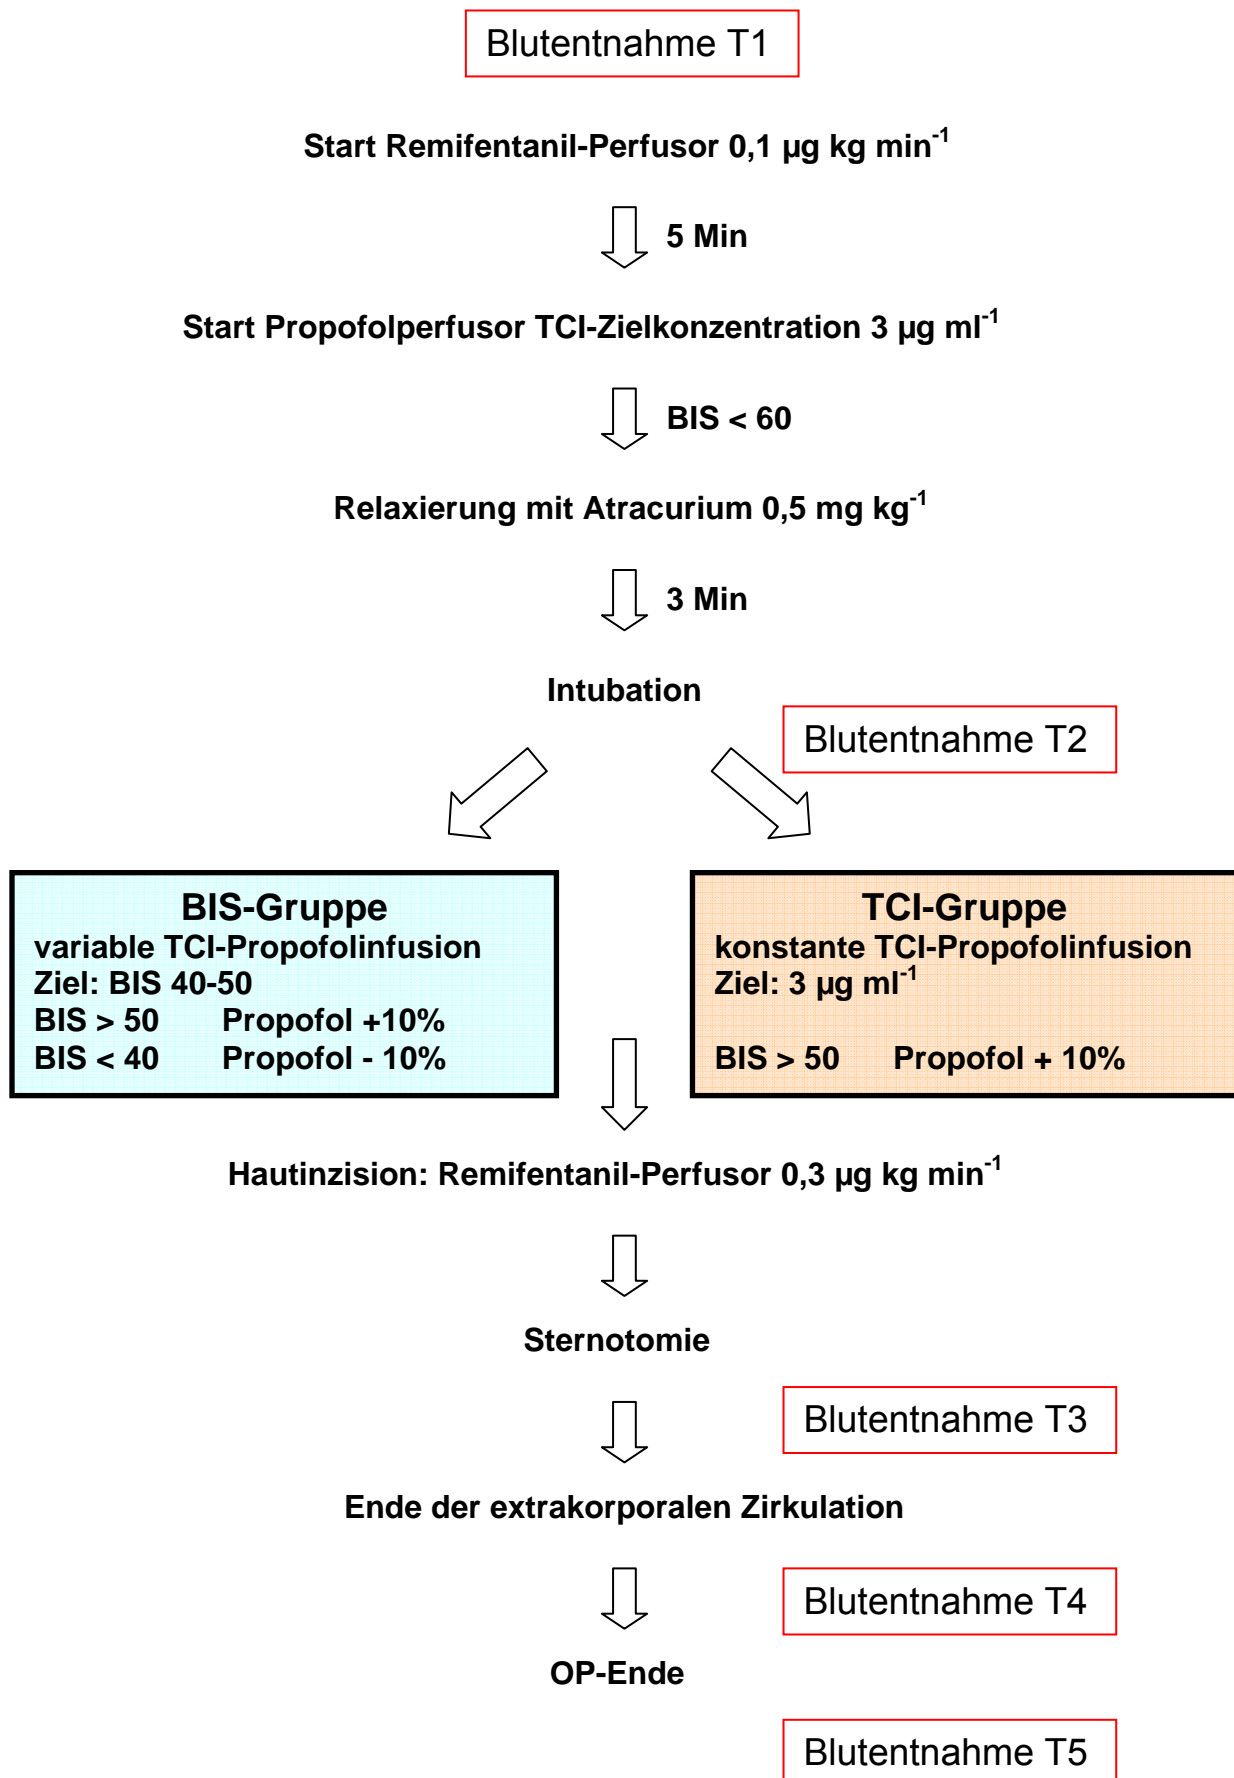 Blutentnahme T1
Start Remifentanil-Perfusor 0,1 µg kg min⁻¹
5 Min
Start Propofolperfusor TCI-Zielkonzentration 3 µg ml⁻¹
BIS < 60
Relaxierung mit Atracurium 0,5 mg kg⁻¹
3 Min
Intubation
Blutentnahme T2
BIS-Gruppe
variable TCI-Propofolinfusion
Ziel: BIS 40-50
BIS > 50 Propofol +10%
BIS < 40 Propofol - 10%
TCI-Gruppe
konstante TCI-Propofolinfusion
Ziel: 3 µg ml⁻¹
BIS > 50 Propofol + 10%
Hautinzision: Remifentanil-Perfusor 0,3 µg kg min⁻¹
Sternotomie
Blutentnahme T3
Ende der extrakorporalen Zirkulation
Blutentnahme T4
OP-Ende
Blutentnahme T5